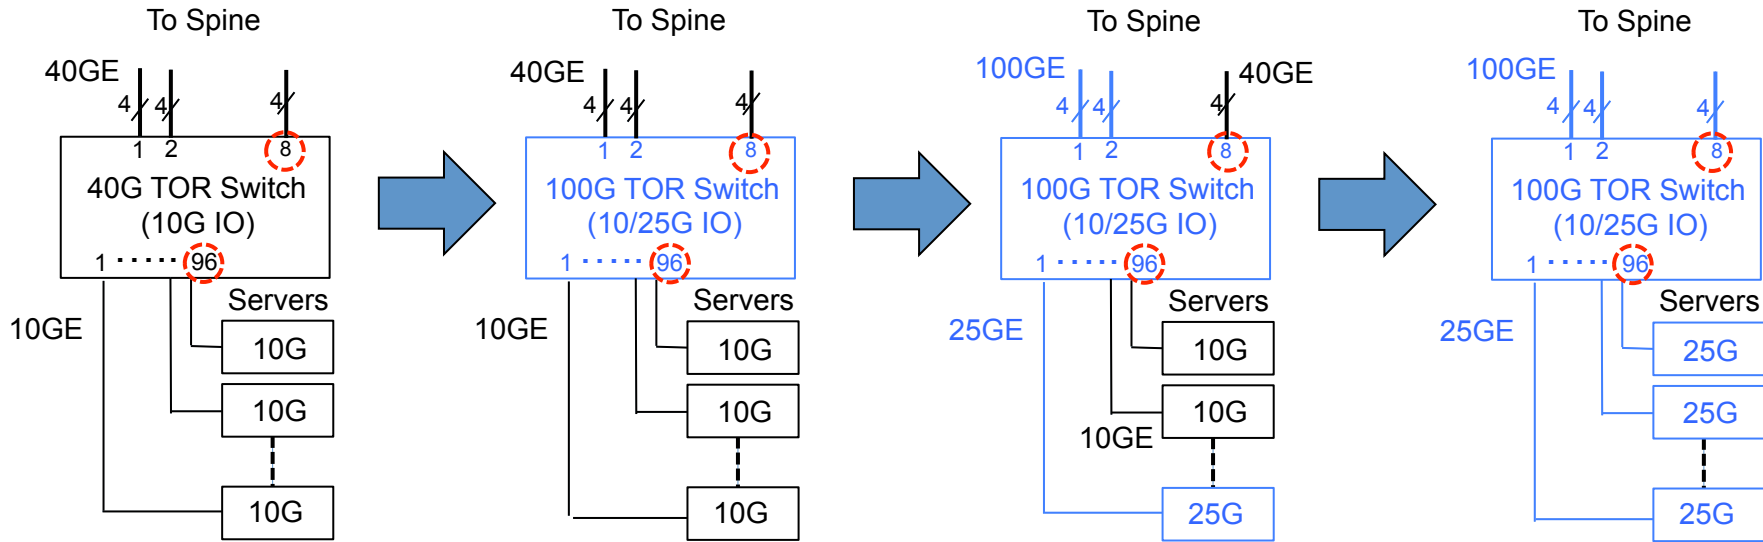 To Spine
40GE
4 4 4
1 2 8
40G TOR Switch
(10G IO)
1 96
Servers
10GE
10G
10G
10G
To Spine
40GE
4 4 4
1 2 8
100G TOR Switch
(10/25G IO)
1 96
Servers
10GE
10G
10G
10G
To Spine
100GE 40GE
4 4 4
1 2 8
100G TOR Switch
(10/25G IO)
1 96
Servers
25GE
10G
10G
10GE
25G
To Spine
100GE
4 4 4
1 2 8
100G TOR Switch
(10/25G IO)
1 96
Servers
25GE
25G
25G
25G